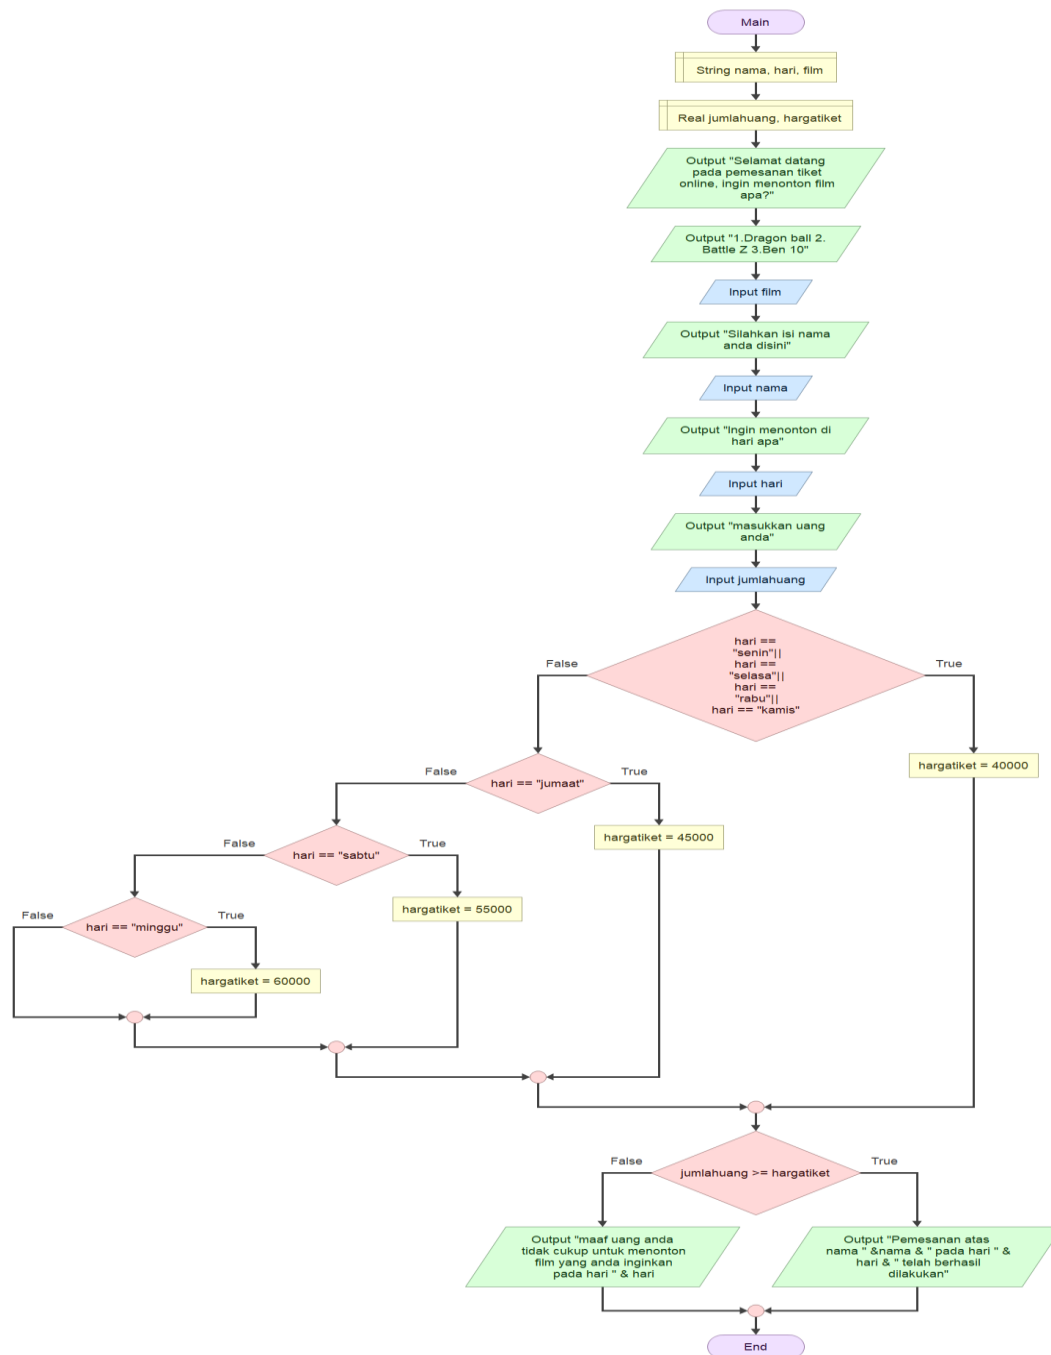 Main
String nama, hari, film
Real jumlahuang, hargatiket
Output "Selamat datang
pada pemesanan tiket
online, ingin menonton film
apa?"
Output "1.Dragon ball 2.
Battle Z 3.Ben 10"
Input film
Output "Silahkan isi nama
anda disini"
Input nama
Output "Ingin menonton di
hari apa"
Input hari
Output "masukkan uang
anda"
Input jumlahuang
hari ==
"senin"||
hari ==
"selasa"||
hari ==
"rabu"||
hari == "kamis"
False
True
hargatiket = 40000
hari == "jumaat"
False
True
hargatiket = 45000
hari == "sabtu"
False
True
hargatiket = 55000
hari == "minggu"
False
True
hargatiket = 60000
jumlahuang >= hargatiket
False
True
Output "maaf uang anda
tidak cukup untuk menonton
film yang anda inginkan
pada hari " & hari
Output "Pemesanan atas
nama " &nama & " pada hari " &
hari & " telah berhasil
dilakukan"
End